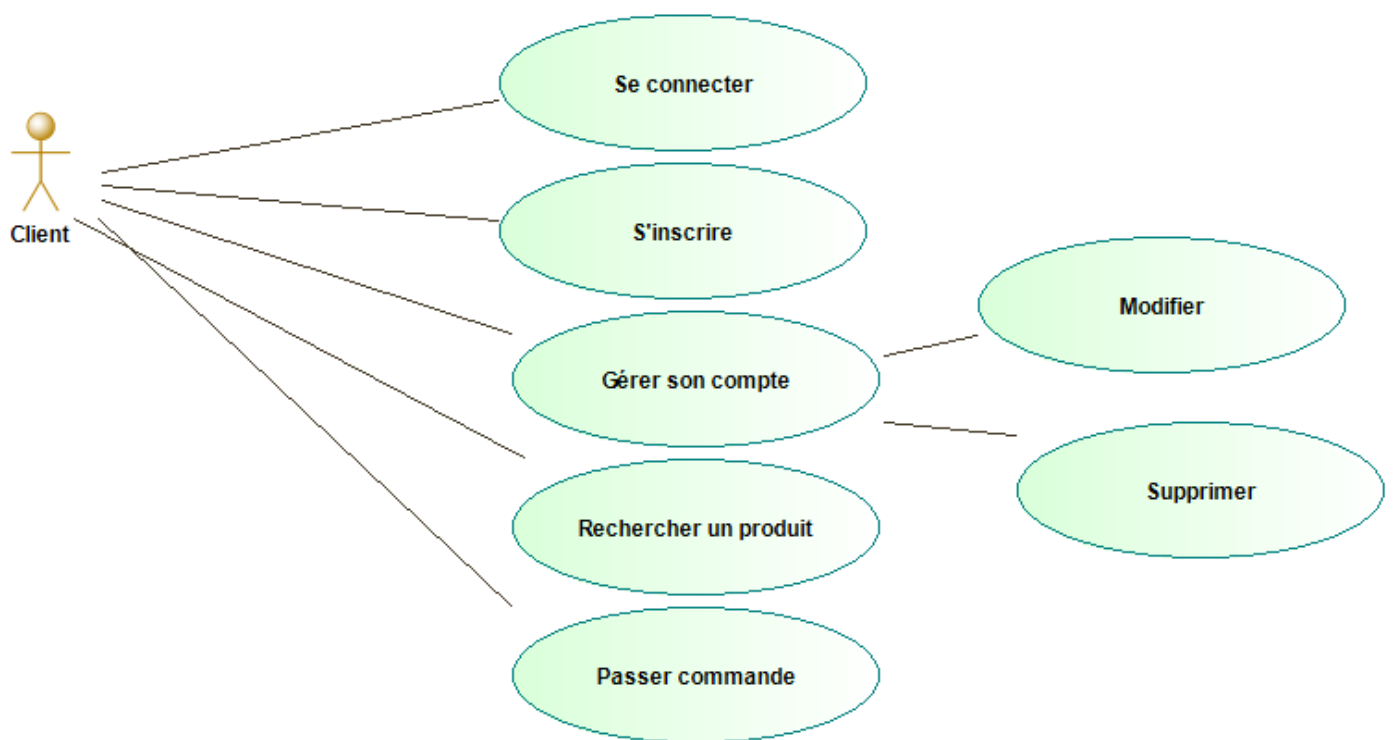 Se connecter
Client
S'inscrire
Modifier
Gérer son compte
Supprimer
Rechercher un produit
Passer commande